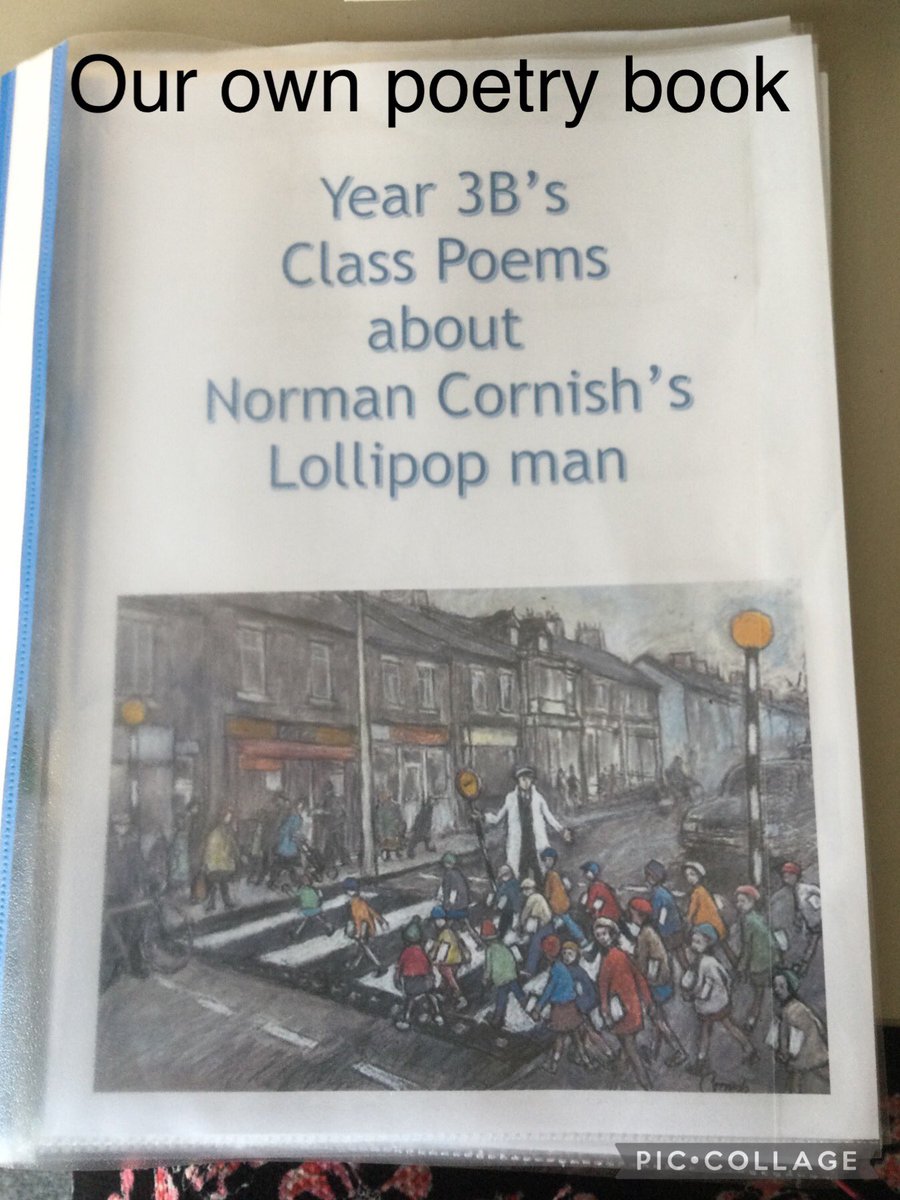 Our own poetry book
Year 3B's
Class Poems
about
Norman Cornish's
Lollipop man
PIC•COLLAGE